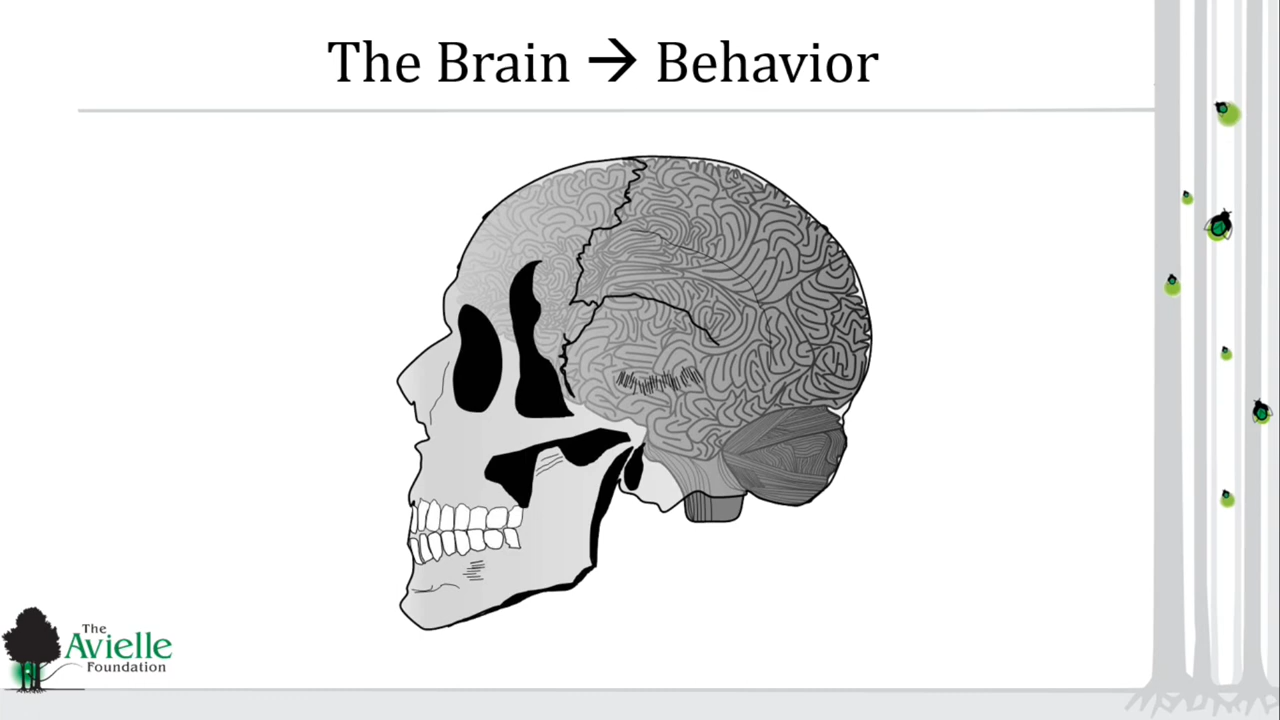 The Brain → Behavior
The
Avielle
Foundation